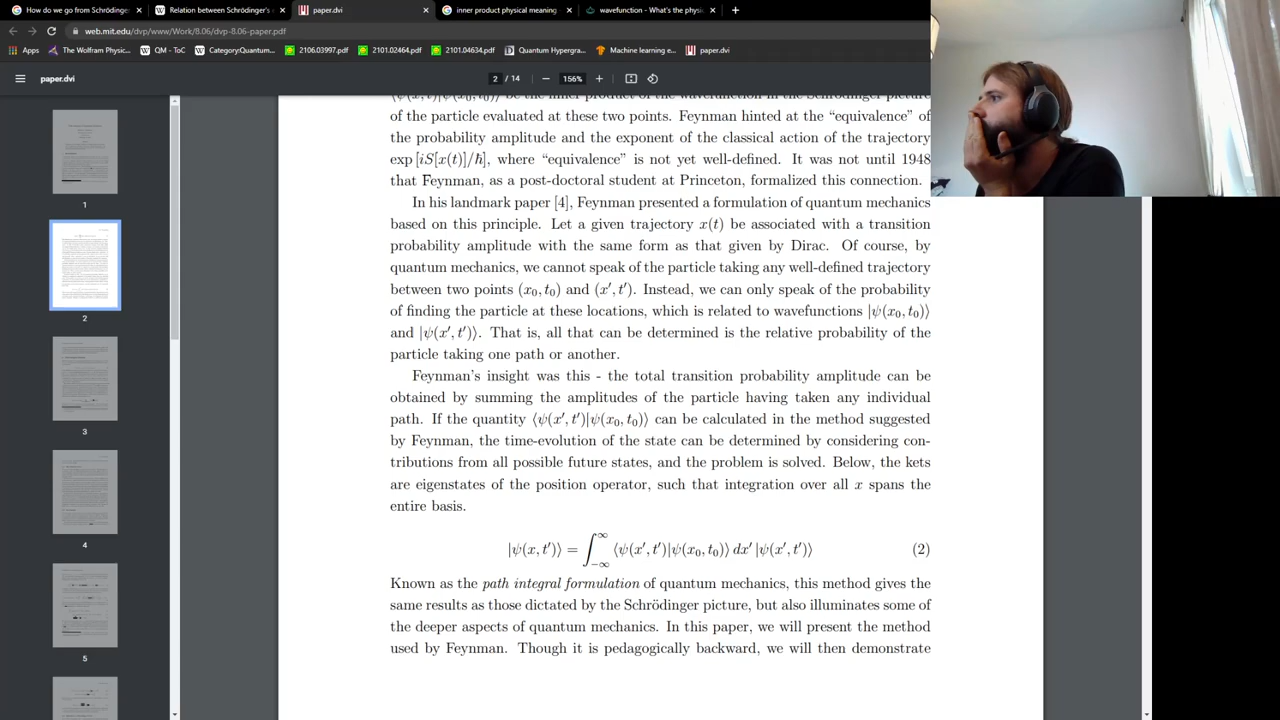 How do we go from Schröding
Relation between Schrödinger's
paper.dvi
inner product physical meaning
wavefunction - What's the physi
web.mit.edu/dvp/www/Work/8.06/dvp-8.06-paper.pdf
Apps
The Wolfram Physic...
QM - ToC
Category:Quantum...
2106.03997.pdf
2101.02464.pdf
2101.04634.pdf
Quantum Hypergra...
Machine learning e...
paper.dvi
paper.dvi
2 / 14
156%
1
2
3
4
5
of the particle evaluated at these two points. Feynman hinted at the “equivalence” of
the probability amplitude and the exponent of the classical action of the trajectory
exp [iS[x(t)]/ℏ], where “equivalence” is not yet well-defined. It was not until 1948
that Feynman, as a post-doctoral student at Princeton, formalized this connection.
In his landmark paper [4], Feynman presented a formulation of quantum mechanics
based on this principle. Let a given trajectory x(t) be associated with a transition
probability amplitude with the same form as that given by Dirac. Of course, by
quantum mechanics, we cannot speak of the particle taking any well-defined trajectory
between two points (x₀, t₀) and (x′, t′). Instead, we can only speak of the probability
of finding the particle at these locations, which is related to wavefunctions |ψ(x₀, t₀)⟩
and |ψ(x′, t′)⟩. That is, all that can be determined is the relative probability of the
particle taking one path or another.
Feynman's insight was this - the total transition probability amplitude can be
obtained by summing the amplitudes of the particle having taken any individual
path. If the quantity ⟨ψ(x′, t′)|ψ(x₀, t₀)⟩ can be calculated in the method suggested
by Feynman, the time-evolution of the state can be determined by considering con-
tributions from all possible future states, and the problem is solved. Below, the kets
are eigenstates of the position operator, such that integration over all x spans the
entire basis.
|ψ(x, t′)⟩ = ∫_{−∞}^{∞} ⟨ψ(x′, t′)|ψ(x₀, t₀)⟩ dx′ |ψ(x′, t′)⟩ (2)
Known as the path integral formulation of quantum mechanics, this method gives the
same results as those dictated by the Schrödinger picture, but also illuminates some of
the deeper aspects of quantum mechanics. In this paper, we will present the method
used by Feynman. Though it is pedagogically backward, we will then demonstrate